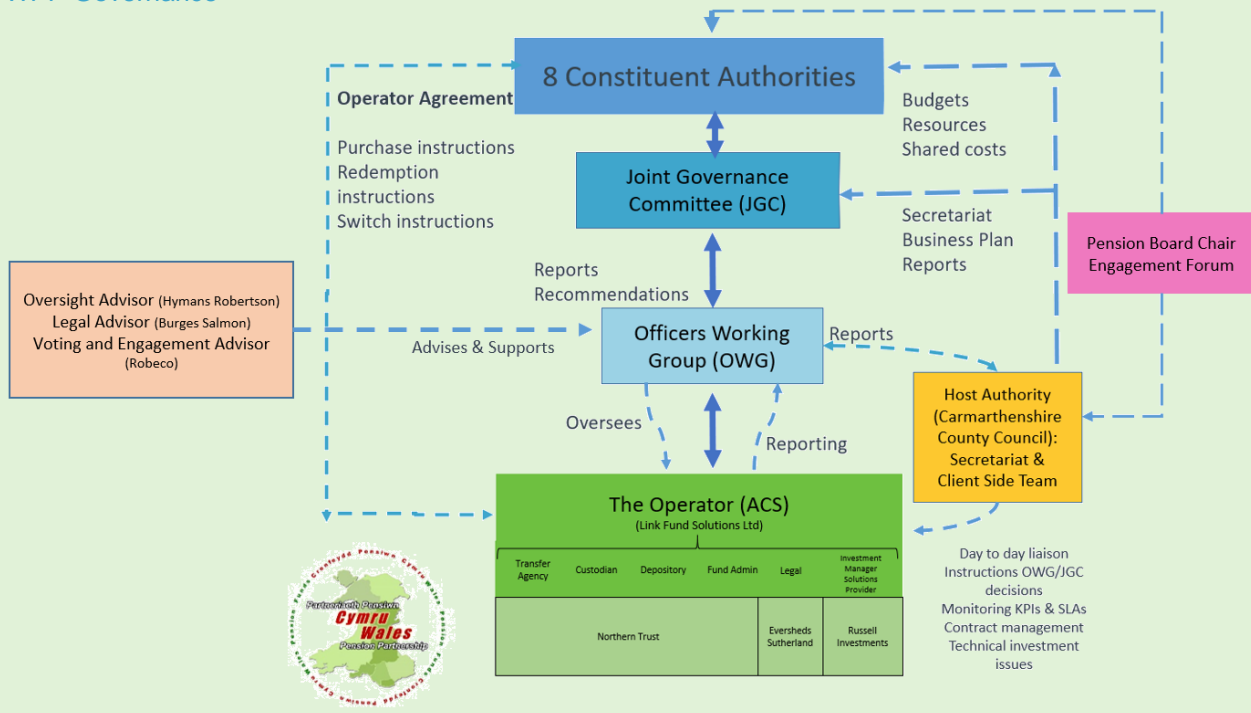 Governance
8 Constituent Authorities
Operator Agreement
Purchase instructions
Redemption
instructions
Switch instructions
Budgets
Resources
Shared costs
Joint Governance
Committee (JGC)
Secretariat
Business Plan
Reports
Pension Board Chair
Engagement Forum
Reports
Recommendations
Oversight Advisor (Hymans Robertson)
Legal Advisor (Burges Salmon)
Voting and Engagement Advisor
(Robeco)
Advises & Supports
Officers Working
Group (OWG)
Reports
Host Authority
(Carmarthenshire
County Council):
Secretariat &
Client Side Team
Oversees
Reporting
The Operator (ACS)
(Link Fund Solutions Ltd)
Transfer
Agency
Custodian
Depository
Fund Admin
Legal
Investment
Manager
Solutions
Provider
Northern Trust
Eversheds
Sutherland
Russell
Investments
Day to day liaison
Instructions OWG/JGC
decisions
Monitoring KPIs & SLAs
Contract management
Technical investment
issues
Partneriaeth Pensiwn
Cymru
Wales
Pension Partnership